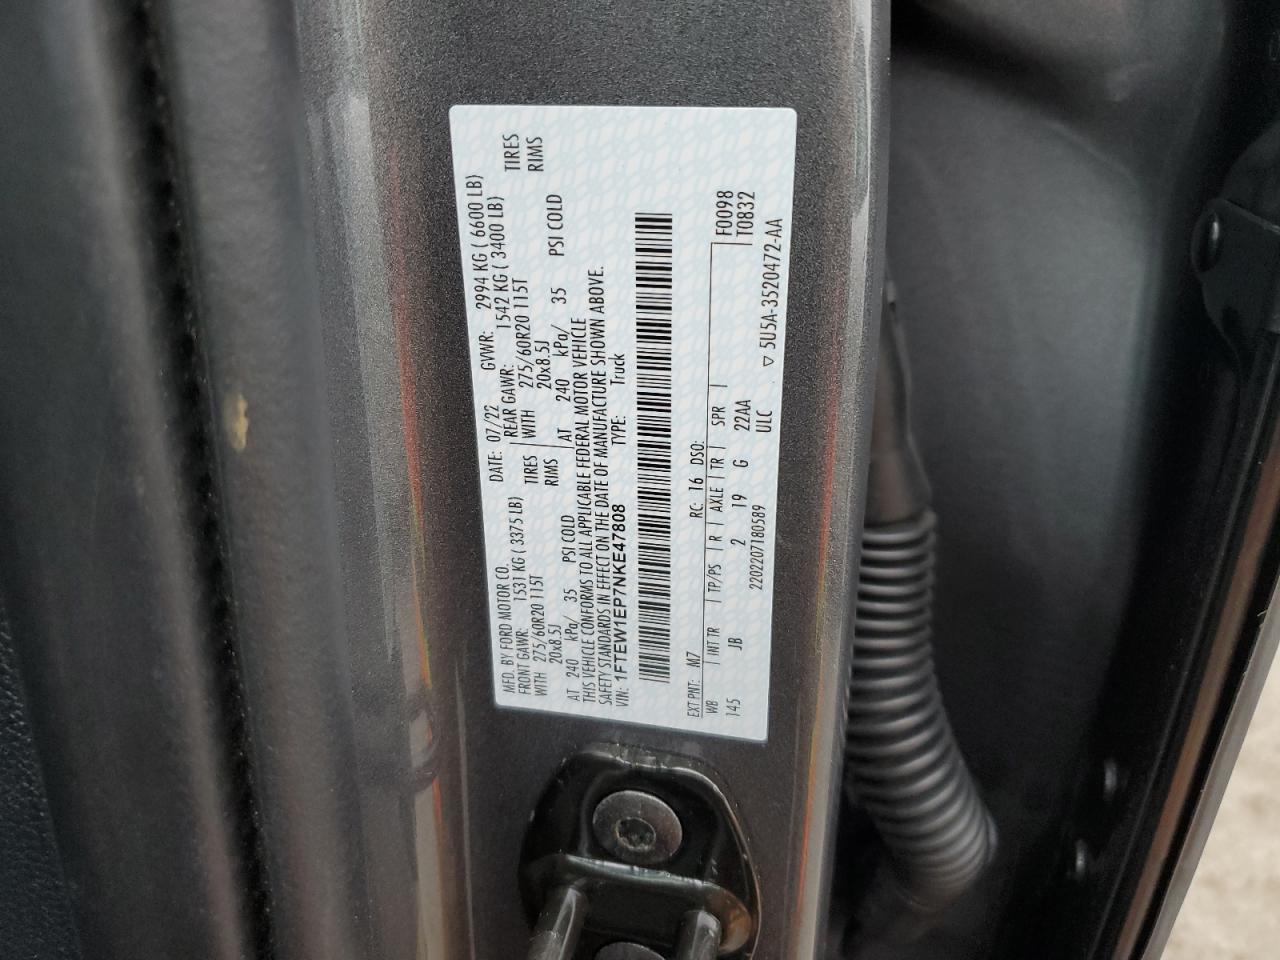 MFD. BY FORD MOTOR CO. DATE: 07/22 GVWR: 2994 KG ( 6600 LB)
FRONT GAWR: 1531 KG ( 3375 LB) REAR GAWR: 1542 KG ( 3400 LB)
WITH 275/60R20 115T TIRES WITH 275/60R20 115T TIRES
20x8.5J RIMS 20x8.5J RIMS
AT 240 kPa/ 35 PSI COLD AT 240 kPa/ 35 PSI COLD
THIS VEHICLE CONFORMS TO ALL APPLICABLE FEDERAL MOTOR VEHICLE
SAFETY STANDARDS IN EFFECT ON THE DATE OF MANUFACTURE SHOWN ABOVE.
VIN: 1FTEW1EP7NKE47808 TYPE: Truck
EXT PNT: M7 RC: 16 DSO: F0098
WB INT TR TP/PS R AXLE TR SPR T0832
145 JB 2 19 G 22AA
2202207180589 ULC ▽ 5U5A-3520472-AA